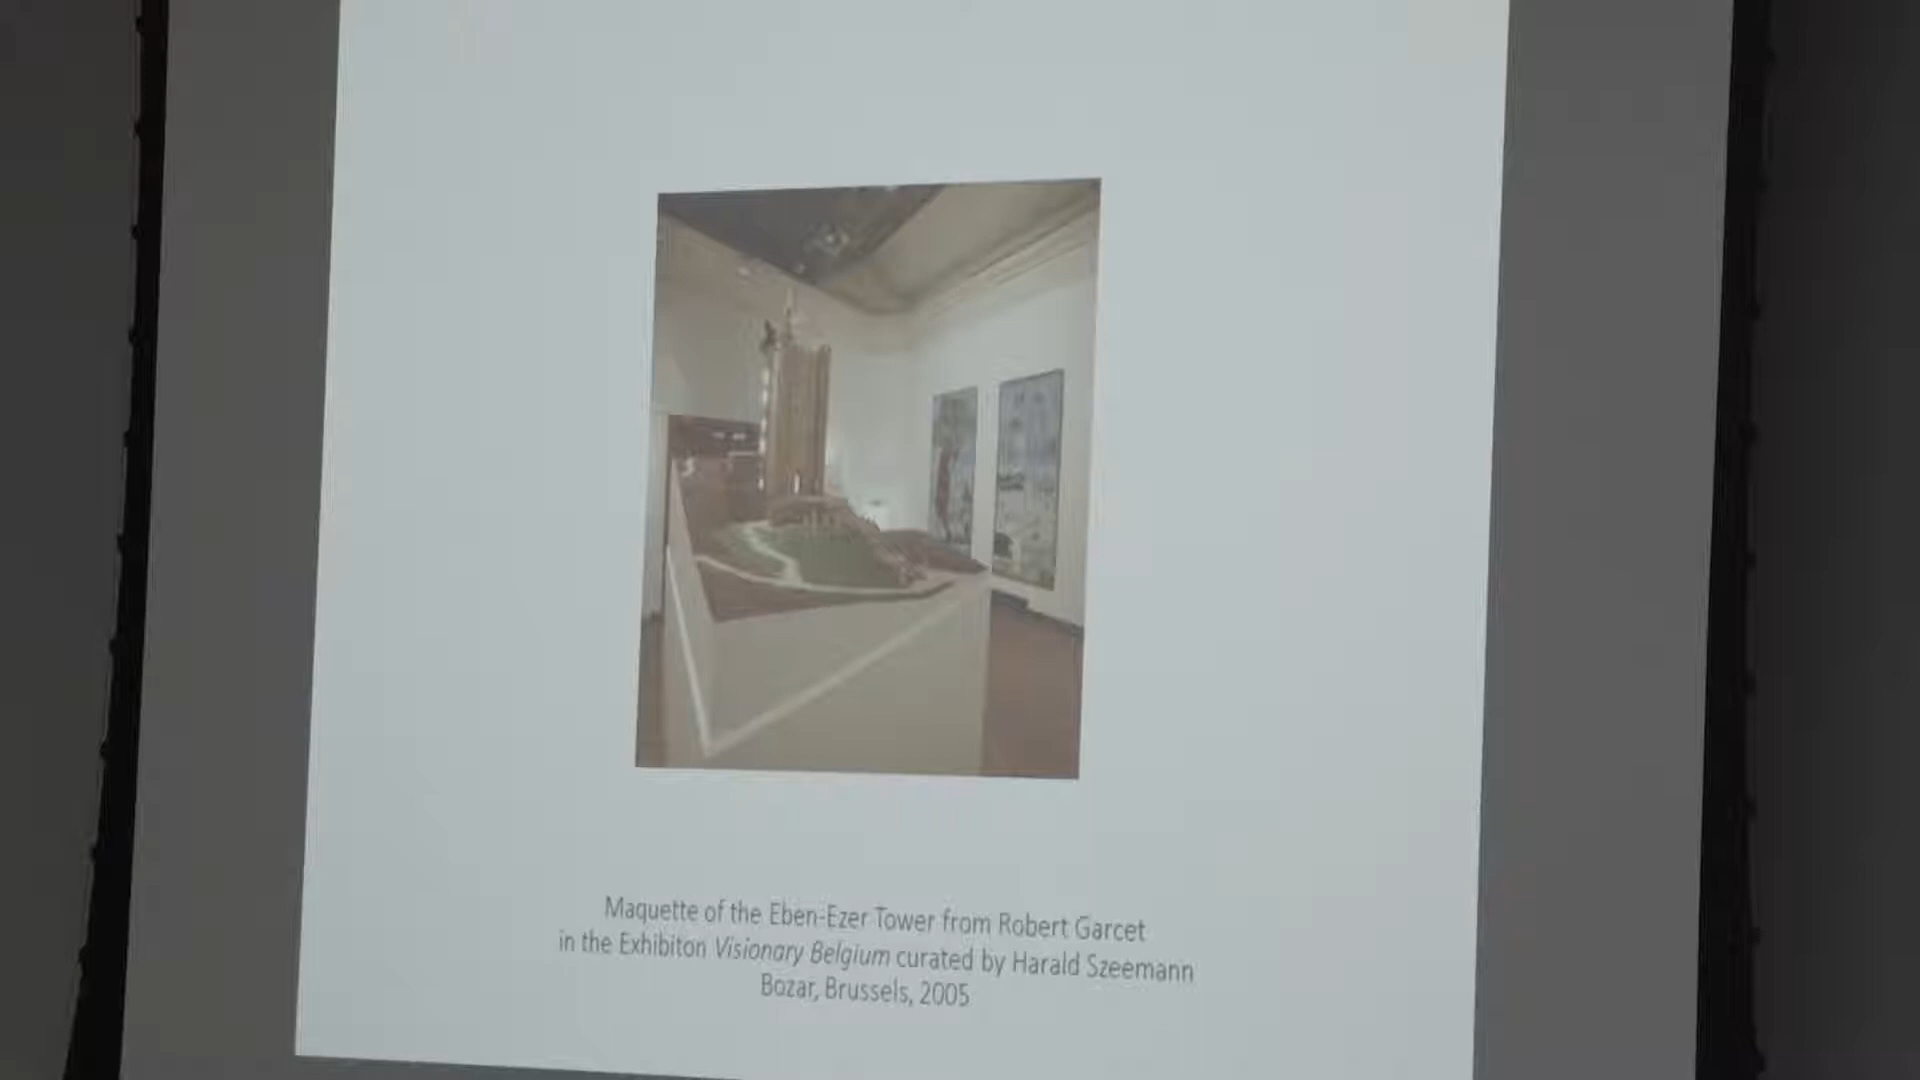 Maquette of the Eben-Ezer Tower from Robert Garcet
in the Exhibiton Visionary Belgium curated by Harald Szeemann
Bozar, Brussels, 2005